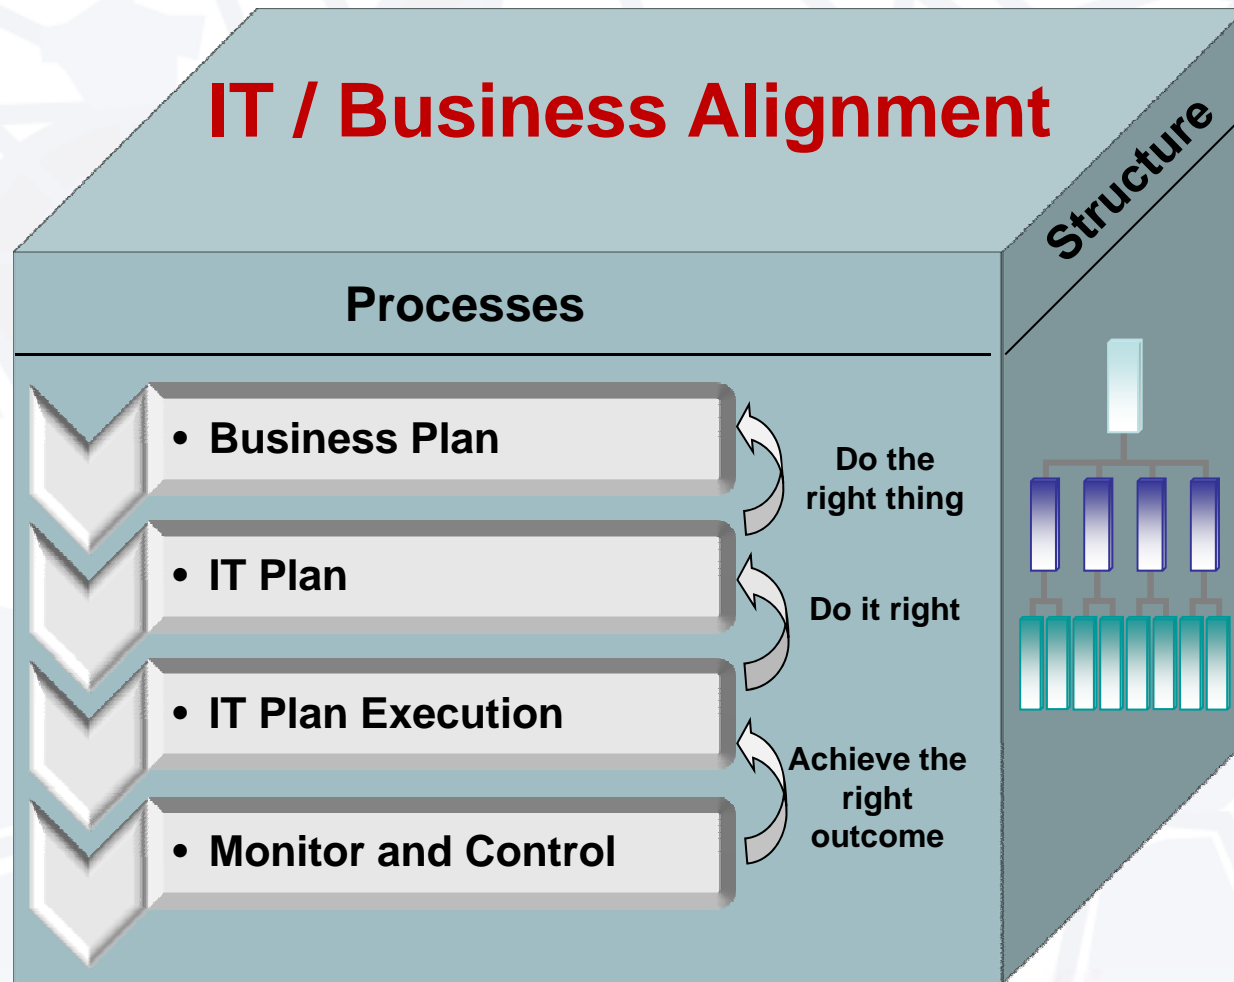 IT / Business Alignment
Structure
Processes
• Business Plan
Do the
right thing
• IT Plan
Do it right
• IT Plan Execution
Achieve the
right
outcome
• Monitor and Control